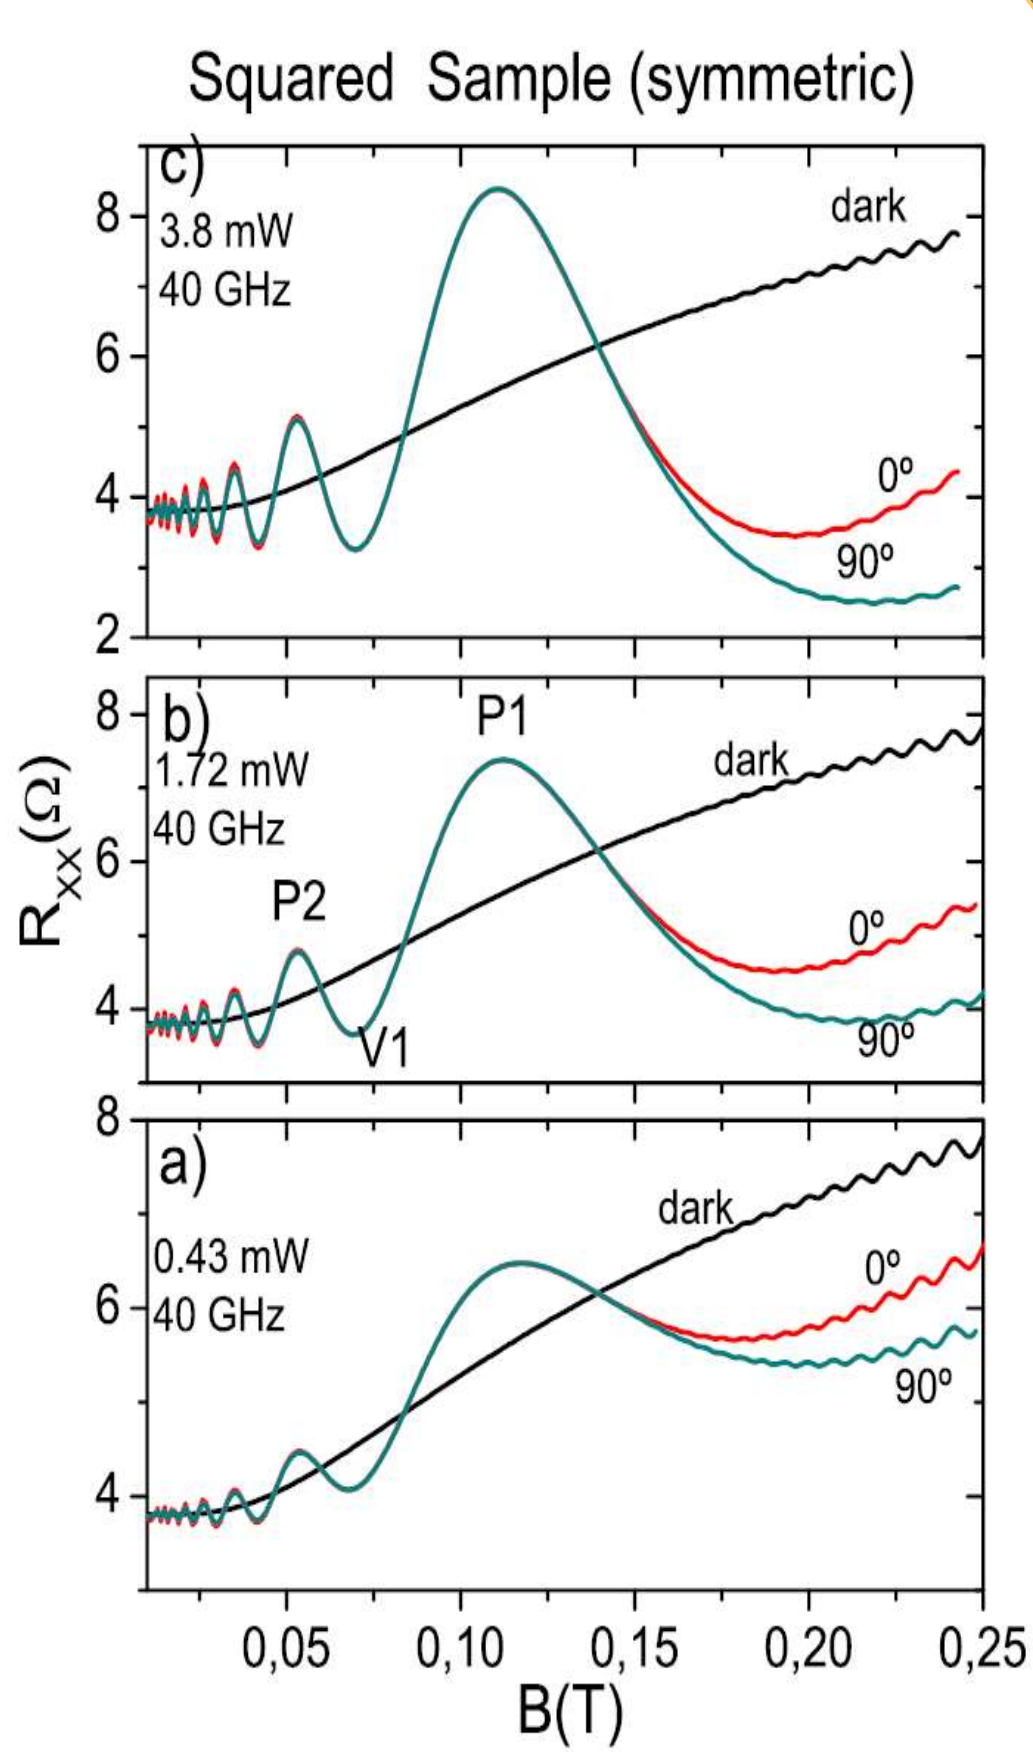 Squared Sample (symmetric)
c)
3.8 mW
40 GHz
dark
0º
90º
8
6
4
2
b)
1.72 mW
40 GHz
P1
P2
V1
dark
0º
90º
8
6
4
Rxx(Ω)
a)
0.43 mW
40 GHz
dark
0º
90º
8
6
4
0,05 0,10 0,15 0,20 0,25
B(T)